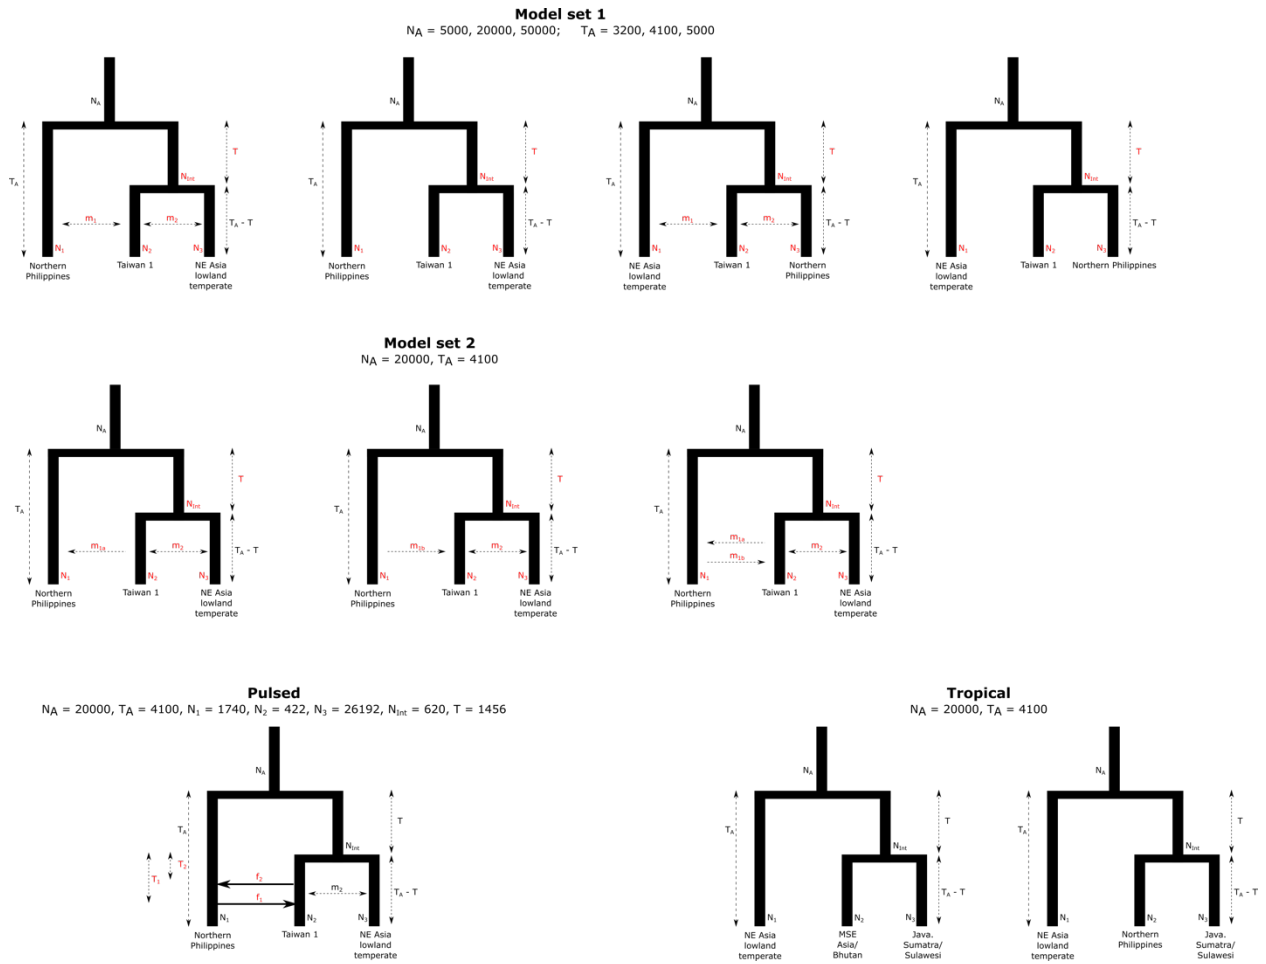 Model set 1
NA = 5000, 20000, 50000; TA = 3200, 4100, 5000
NA
TA
T
NInt
m1
m2
TA - T
N1
N2
N3
Northern
Philippines
Taiwan 1
NE Asia
lowland
temperate
NA
TA
T
NInt
TA - T
N1
N2
N3
Northern
Philippines
Taiwan 1
NE Asia
lowland
temperate
NA
TA
T
NInt
m1
m2
TA - T
N1
N2
N3
NE Asia
lowland
temperate
Taiwan 1
Northern
Philippines
NA
TA
T
NInt
TA - T
N1
N2
N3
NE Asia
lowland
temperate
Taiwan 1
Northern Philippines
Model set 2
NA = 20000, TA = 4100
NA
TA
T
NInt
m1a
m2
TA - T
N1
N2
N3
Northern
Philippines
Taiwan 1
NE Asia
lowland
temperate
NA
TA
T
NInt
m1b
m2
TA - T
N1
N2
N3
Northern
Philippines
Taiwan 1
NE Asia
lowland
temperate
NA
TA
T
NInt
m1a
m1b
m2
TA - T
N1
N2
N3
Northern
Philippines
Taiwan 1
NE Asia
lowland
temperate
Pulsed
NA = 20000, TA = 4100, N1 = 1740, N2 = 422, N3 = 26192, NInt = 620, T = 1456
NA
TA
T
NInt
T2
T1
f2
f1
m2
TA - T
N1
N2
N3
Northern
Philippines
Taiwan 1
NE Asia
lowland
temperate
Tropical
NA = 20000, TA = 4100
NA
TA
T
NInt
TA - T
N1
N2
N3
NE Asia
lowland
temperate
MSE
Asia/
Bhutan
Java.
Sumatra/
Sulawesi
NA
TA
T
NInt
TA - T
N1
N2
N3
NE Asia
lowland
temperate
Northern
Philippines
Java.
Sumatra/
Sulawesi